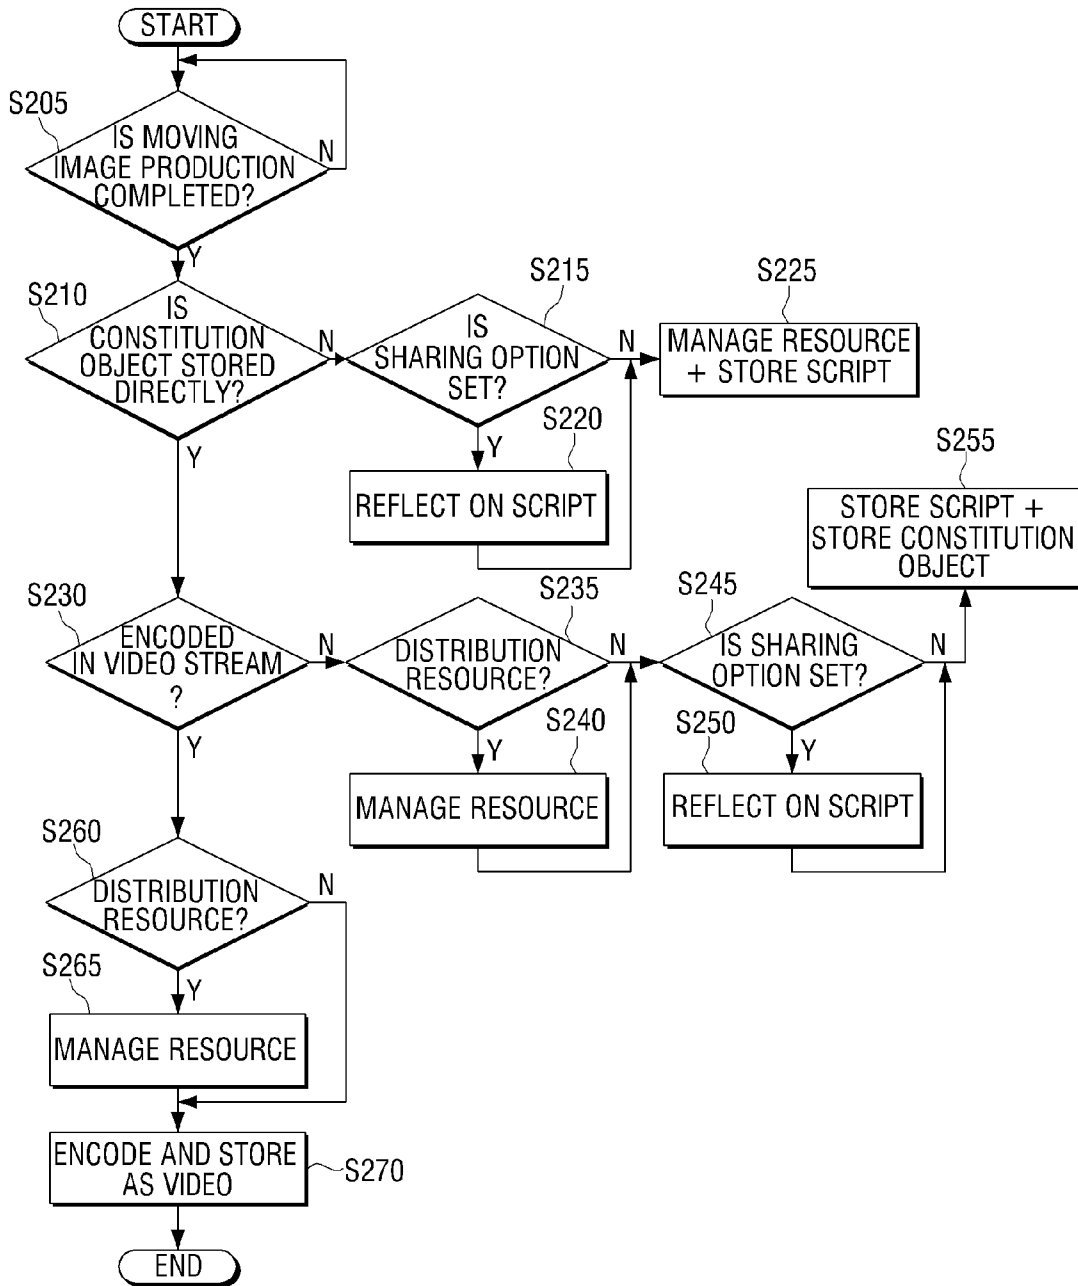 START
S205
IS MOVING
IMAGE PRODUCTION
COMPLETED?
N
Y
S210
IS
CONSTITUTION
OBJECT STORED
DIRECTLY?
N
Y
S215
IS
SHARING OPTION
SET?
N
Y
S225
MANAGE RESOURCE
+ STORE SCRIPT
S220
REFLECT ON SCRIPT
S255
STORE SCRIPT +
STORE CONSTITUTION
OBJECT
S230
ENCODED
IN VIDEO STREAM
?
N
Y
S235
DISTRIBUTION
RESOURCE?
N
Y
S245
IS SHARING
OPTION SET?
N
Y
S240
MANAGE RESOURCE
S250
REFLECT ON SCRIPT
S260
DISTRIBUTION
RESOURCE?
N
Y
S265
MANAGE RESOURCE
ENCODE AND STORE
AS VIDEO
S270
END